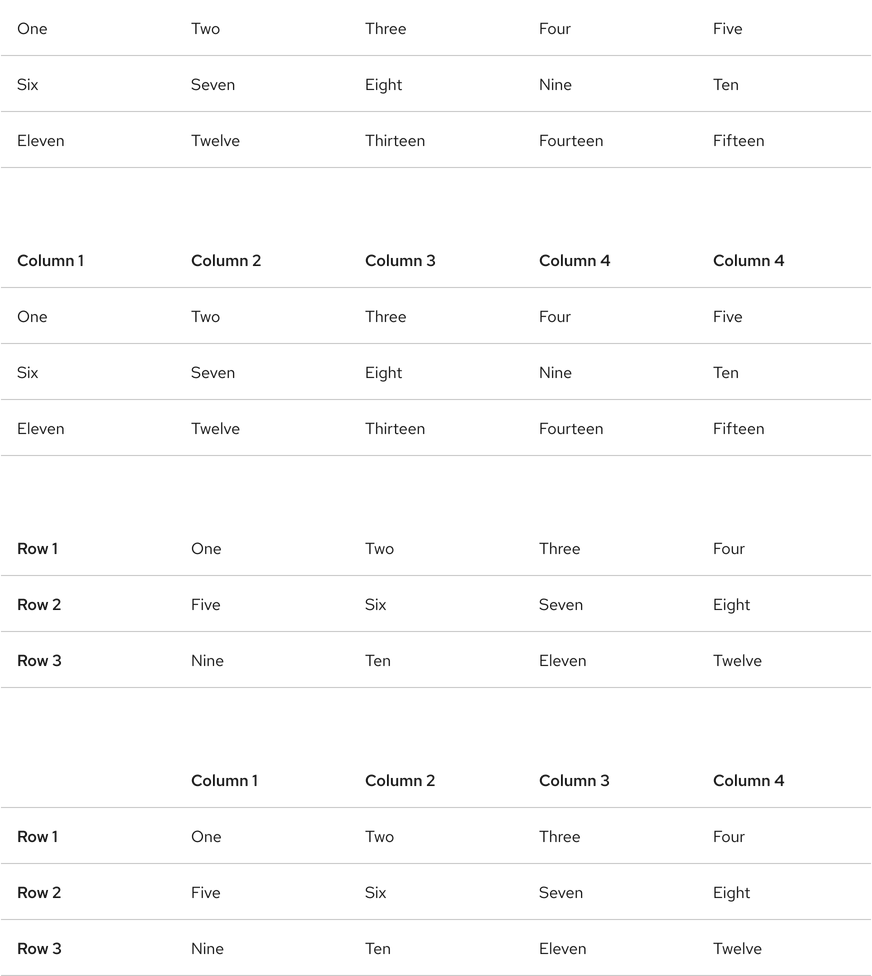 One Two Three Four Five
Six Seven Eight Nine Ten
Eleven Twelve Thirteen Fourteen Fifteen
Column 1 Column 2 Column 3 Column 4 Column 4
One Two Three Four Five
Six Seven Eight Nine Ten
Eleven Twelve Thirteen Fourteen Fifteen
Row 1 One Two Three Four
Row 2 Five Six Seven Eight
Row 3 Nine Ten Eleven Twelve
Column 1 Column 2 Column 3 Column 4
Row 1 One Two Three Four
Row 2 Five Six Seven Eight
Row 3 Nine Ten Eleven Twelve